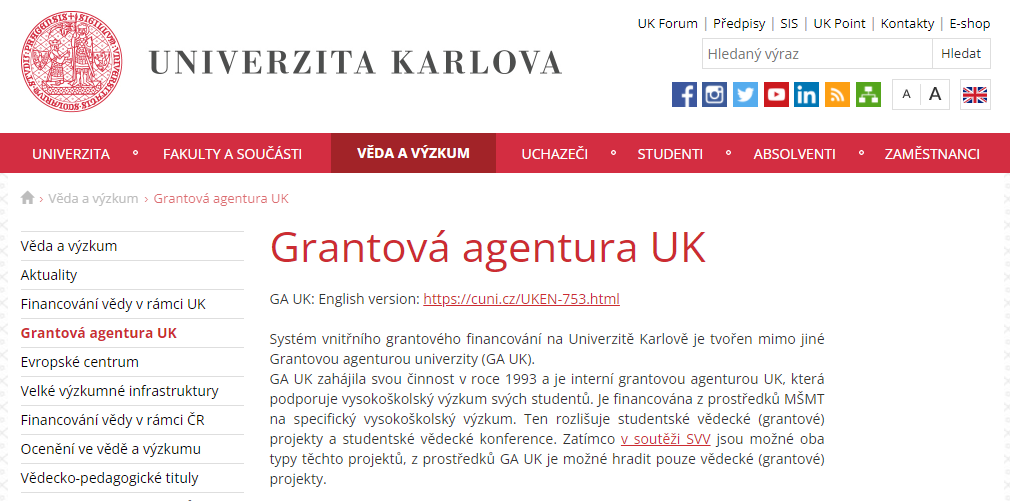 UK Forum | Předpisy | SIS | UK Point | Kontakty | E-shop
UNIVERZITA KARLOVA
Hledaný výraz Hledat
A A
UNIVERZITA FAKULTY A SOUČÁSTI VĚDA A VÝZKUM UCHAZEČI STUDENTI ABSOLVENTI ZAMĚSTNANCI
› Věda a výzkum › Grantová agentura UK
Věda a výzkum
Aktuality
Financování vědy v rámci UK
Grantová agentura UK
Evropské centrum
Velké výzkumné infrastruktury
Financování vědy v rámci ČR
Ocenění ve vědě a výzkumu
Vědecko-pedagogické tituly
Grantová agentura UK
GA UK: English version: https://cuni.cz/UKEN-753.html
Systém vnitřního grantového financování na Univerzitě Karlově je tvořen mimo jiné
Grantovou agenturou univerzity (GA UK).
GA UK zahájila svou činnost v roce 1993 a je interní grantovou agenturou UK, která
podporuje vysokoškolský výzkum svých studentů. Je financována z prostředků MŠMT
na specifický vysokoškolský výzkum. Ten rozlišuje studentské vědecké (grantové)
projekty a studentské vědecké konference. Zatímco v soutěži SVV jsou možné oba
typy těchto projektů, z prostředků GA UK je možné hradit pouze vědecké (grantové)
projekty.